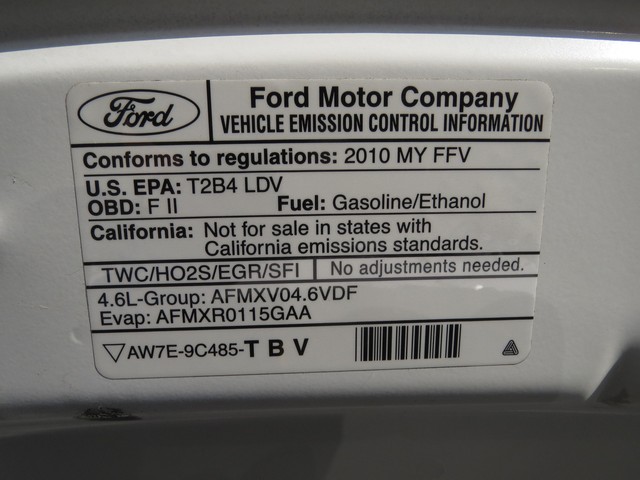 Ford
Ford Motor Company
VEHICLE EMISSION CONTROL INFORMATION
Conforms to regulations: 2010 MY FFV
U.S. EPA: T2B4 LDV
OBD: F II Fuel: Gasoline/Ethanol
California: Not for sale in states with
California emissions standards.
TWC/HO2S/EGR/SFI No adjustments needed.
4.6L-Group: AFMXV04.6VDF
Evap: AFMXR0115GAA
AW7E-9C485-TBV